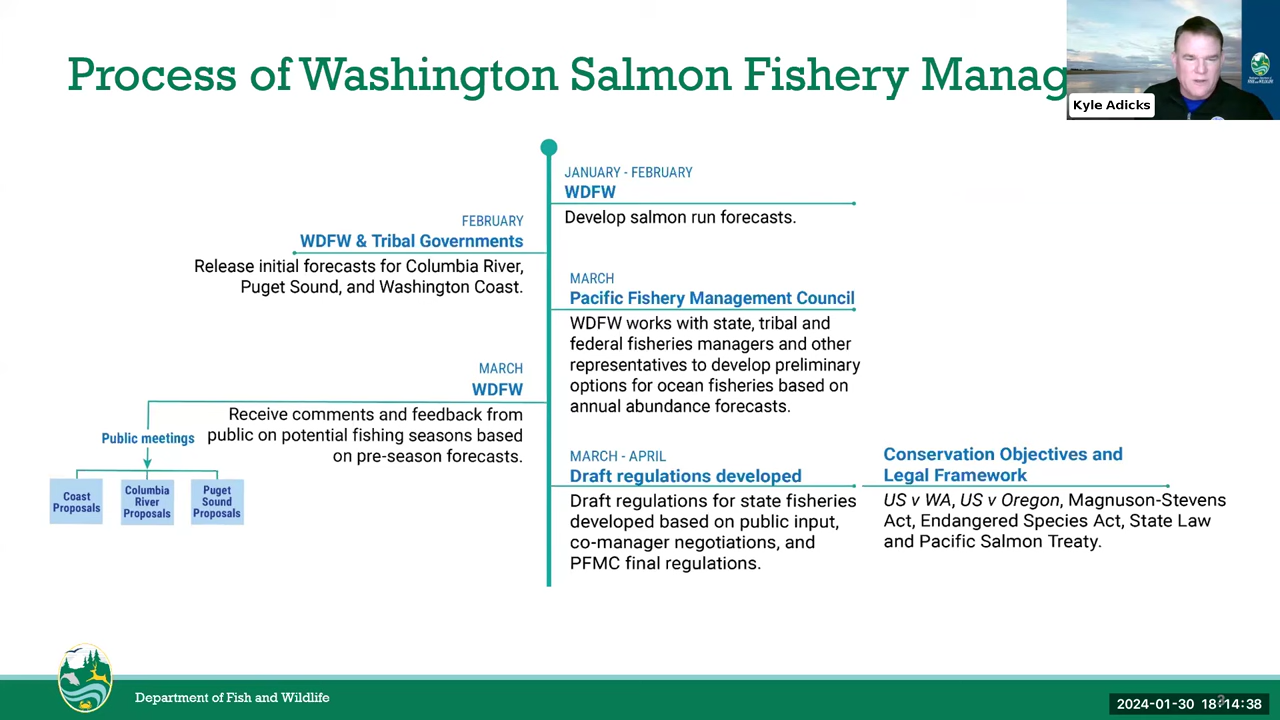 Process of Washington Salmon Fishery Manag
Kyle Adicks
JANUARY - FEBRUARY
WDFW
Develop salmon run forecasts.
FEBRUARY
WDFW & Tribal Governments
Release initial forecasts for Columbia River,
Puget Sound, and Washington Coast.
MARCH
Pacific Fishery Management Council
WDFW works with state, tribal and
federal fisheries managers and other
representatives to develop preliminary
options for ocean fisheries based on
annual abundance forecasts.
MARCH
WDFW
Receive comments and feedback from
public on potential fishing seasons based
on pre-season forecasts.
Public meetings
Coast
Proposals
Columbia
River
Proposals
Puget
Sound
Proposals
MARCH - APRIL
Draft regulations developed
Draft regulations for state fisheries
developed based on public input,
co-manager negotiations, and
PFMC final regulations.
Conservation Objectives and
Legal Framework
US v WA, US v Oregon, Magnuson-Stevens
Act, Endangered Species Act, State Law
and Pacific Salmon Treaty.
Department of Fish and Wildlife
2024-01-30 18:14:38